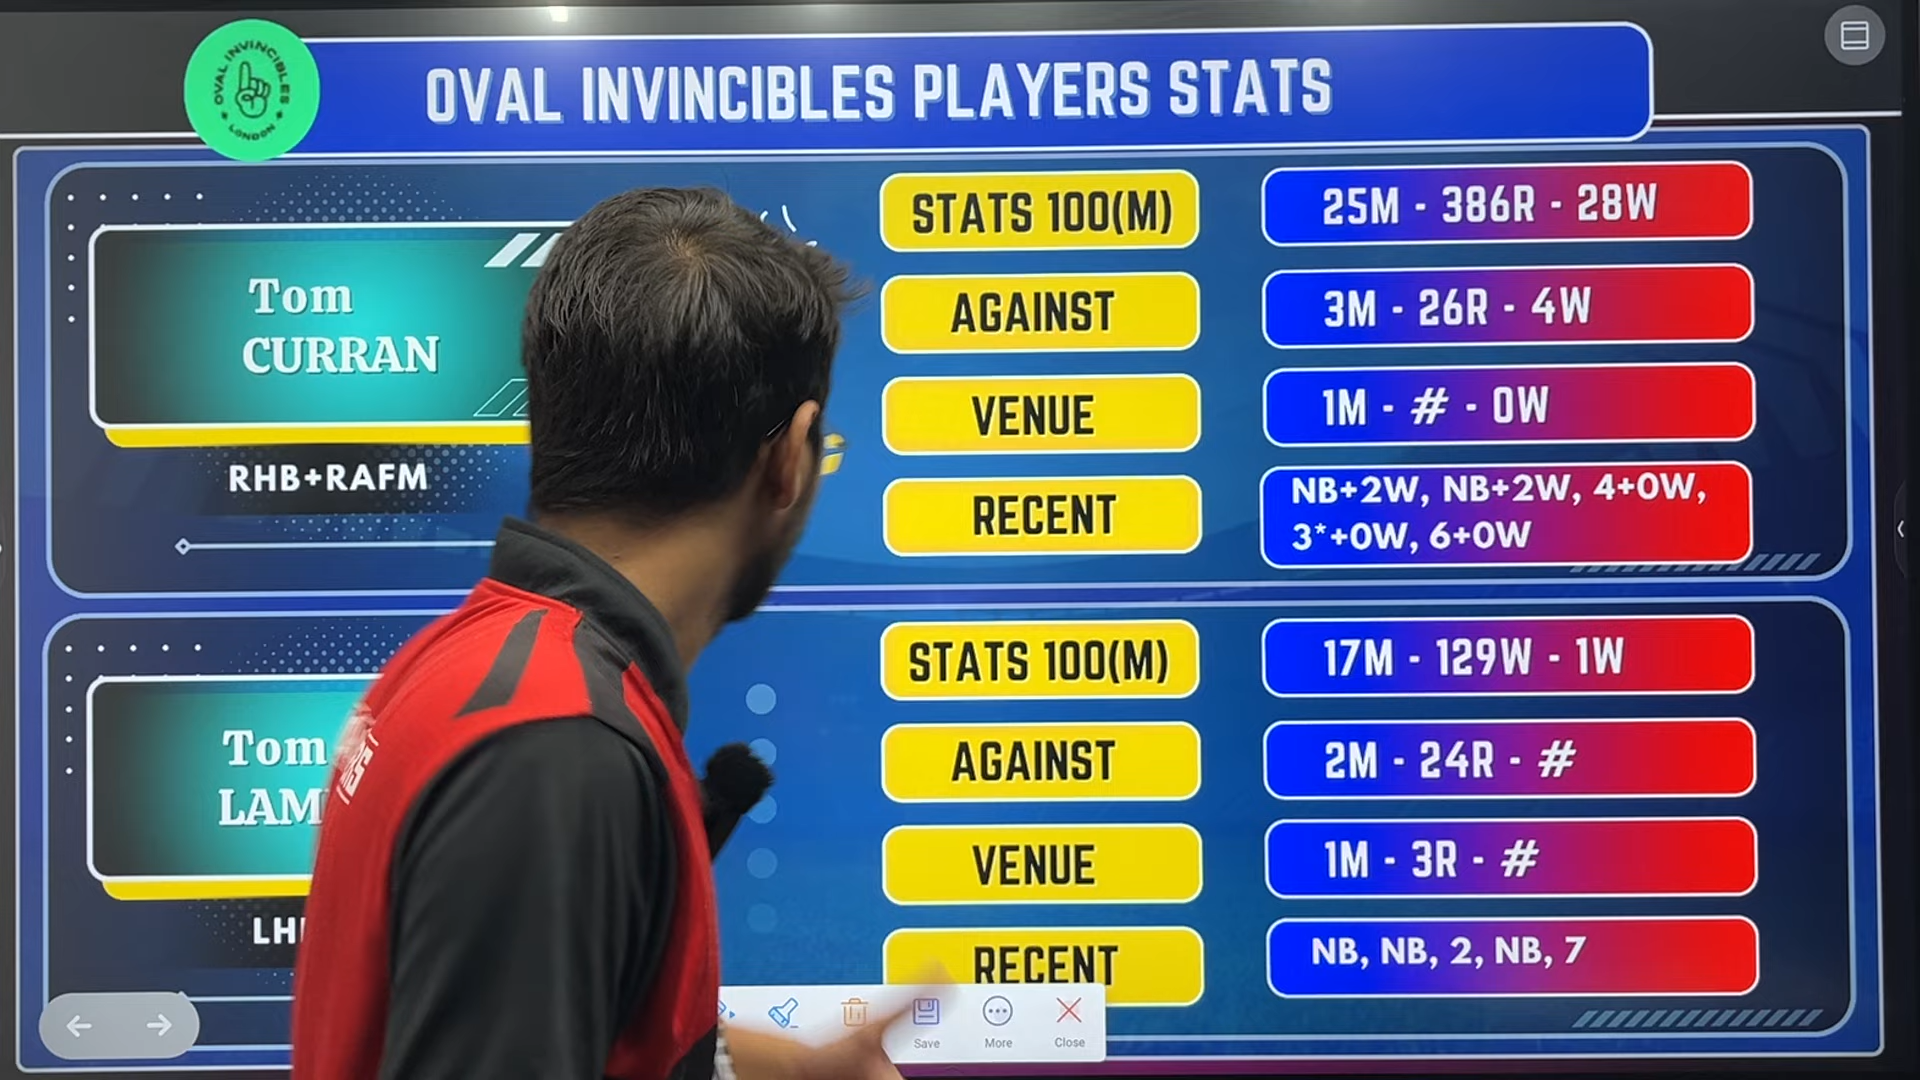 OVAL INVINCIBLES
LONDON
OVAL INVINCIBLES PLAYERS STATS
Tom
CURRAN
RHB+RAFM
STATS 100(M)
25M - 386R - 28W
AGAINST
3M - 26R - 4W
VENUE
1M - # - 0W
RECENT
NB+2W, NB+2W, 4+0W,
3*+0W, 6+0W
Tom
STATS 100(M)
17M - 129W - 1W
AGAINST
2M - 24R - #
VENUE
1M - 3R - #
RECENT
NB, NB, 2, NB, 7
Save
More
Close